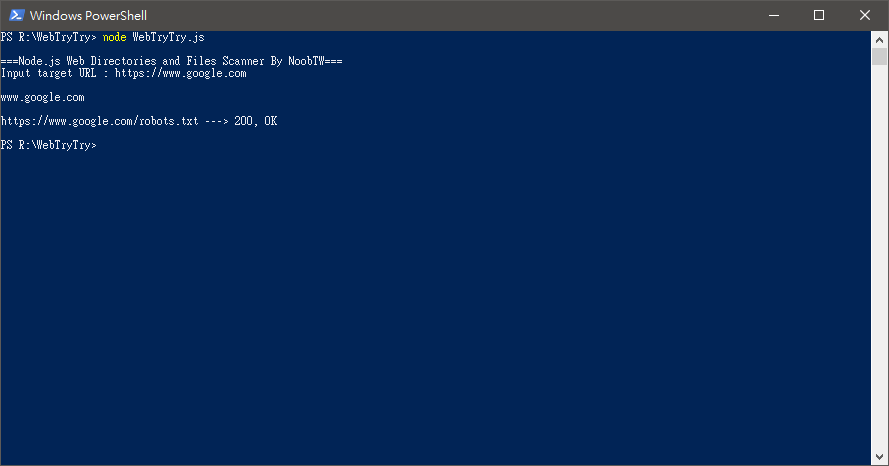 Windows PowerShell
PS R:\WebTryTry> node WebTryTry.js
===Node.js Web Directories and Files Scanner By NoobTW===
Input target URL : https://www.google.com
www.google.com
https://www.google.com/robots.txt ---> 200, OK
PS R:\WebTryTry>